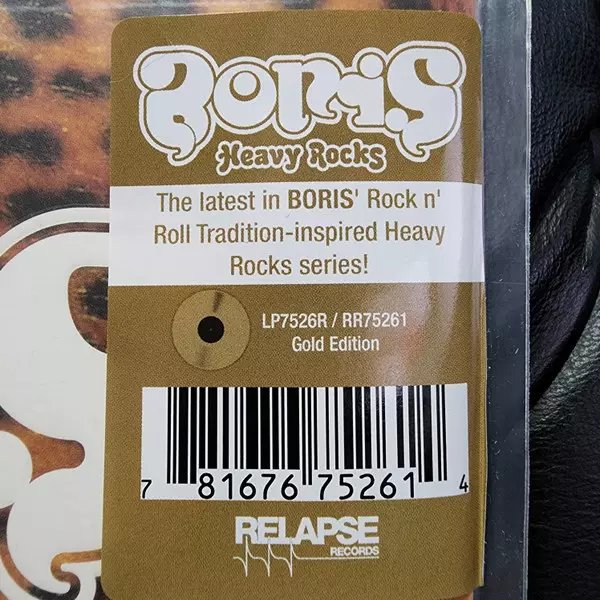 Boris
Heavy Rocks
The latest in BORIS' Rock n'
Roll Tradition-inspired Heavy
Rocks series!
LP7526R / RR75261
Gold Edition
7 81676 75261 4
RELAPSE
RECORDS